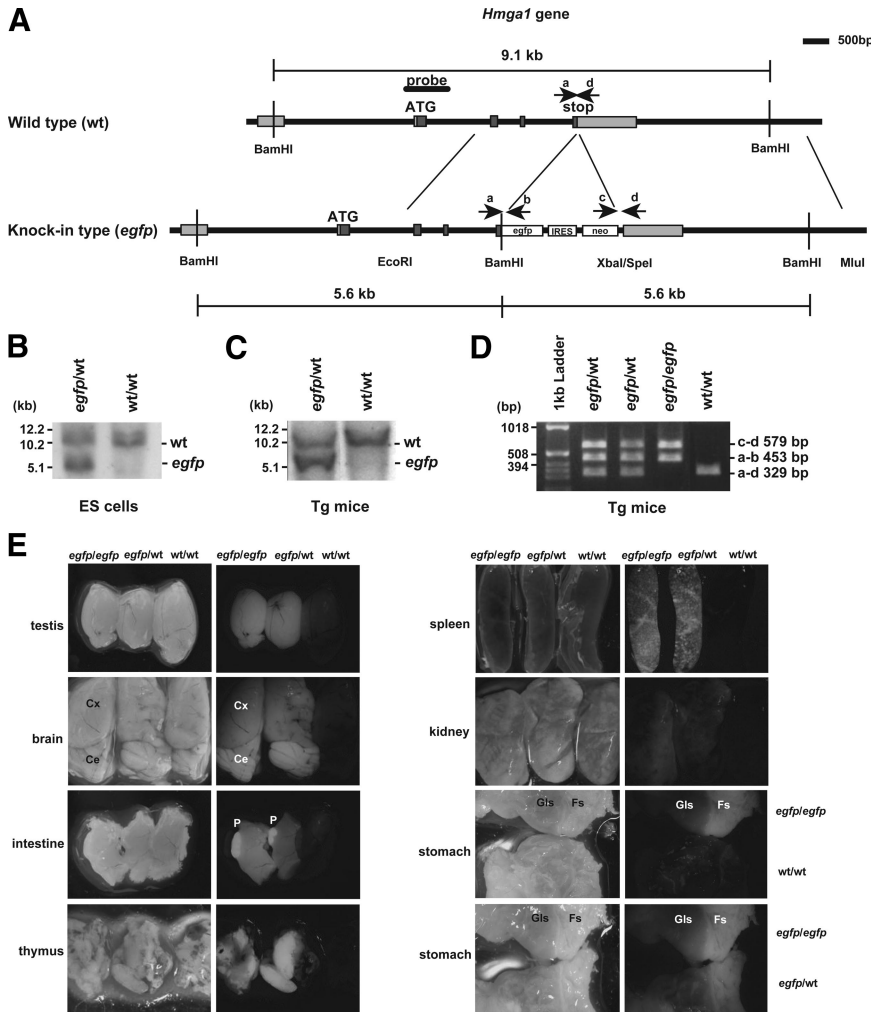 A
Hmga1 gene
500bp
9.1 kb
probe
a d
ATG
stop
Wild type (wt)
BamHI
BamHI
a b
c d
ATG
Knock-in type (egfp)
egfp
IRES
neo
BamHI
EcoRI
BamHI
XbaI/SpeI
BamHI
MluI
5.6 kb
5.6 kb
B
egfp/wt
wt/wt
(kb)
12.2
10.2
5.1
wt
egfp
ES cells
C
egfp/wt
wt/wt
(kb)
12.2
10.2
5.1
wt
egfp
Tg mice
D
1kb Ladder
egfp/wt
egfp/wt
egfp/egfp
wt/wt
(bp)
1018
508
394
c-d 579 bp
a-b 453 bp
a-d 329 bp
Tg mice
E
egfp/egfp egfp/wt wt/wt
egfp/egfp egfp/wt wt/wt
testis
brain
Cx
Ce
Cx
Ce
intestine
P P
thymus
egfp/egfp egfp/wt wt/wt
egfp/egfp egfp/wt wt/wt
spleen
kidney
stomach
Gls Fs
Gls Fs
egfp/egfp
wt/wt
stomach
Gls Fs
Gls Fs
egfp/egfp
egfp/wt